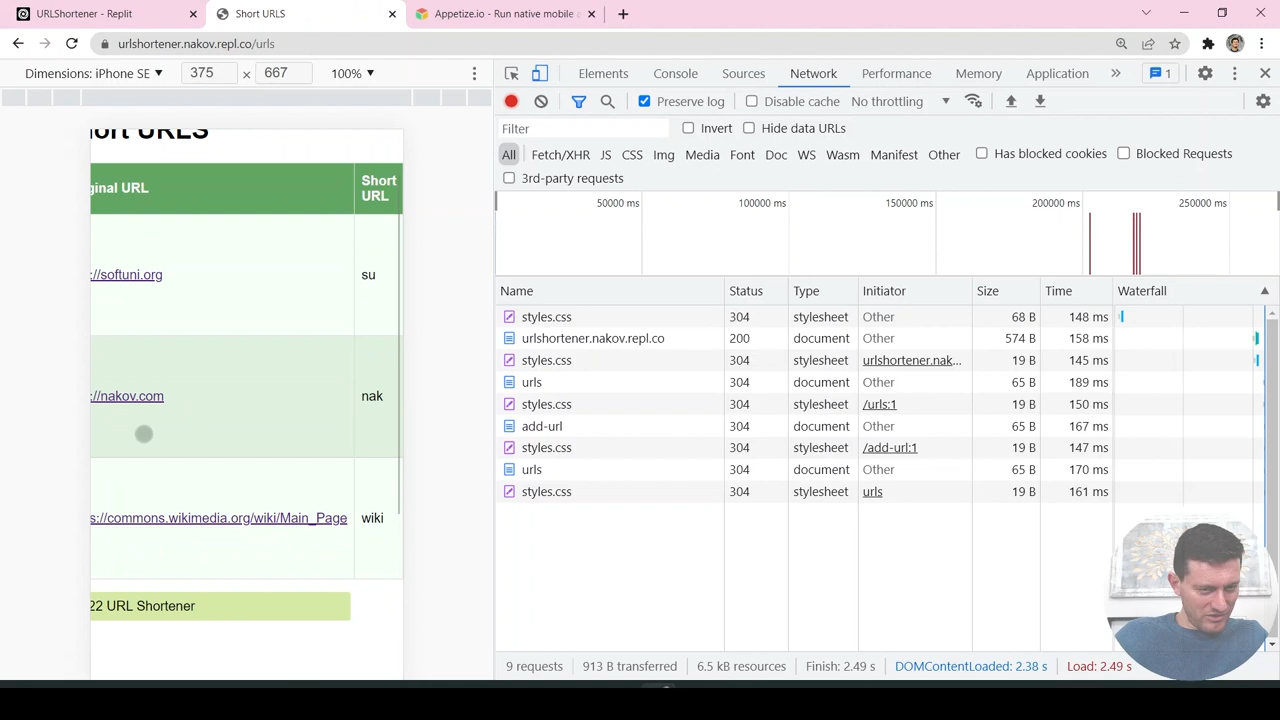 URLShortener - Replit
Short URLS
Appetize.io - Run native mobile
urlshortener.nakov.repl.co/urls
Dimensions: iPhone SE 375 × 667 100%
Elements Console Sources Network Performance Memory Application 1
Preserve log Disable cache No throttling
Filter Invert Hide data URLs
All Fetch/XHR JS CSS Img Media Font Doc WS Wasm Manifest Other Has blocked cookies Blocked Requests
3rd-party requests
50000 ms 100000 ms 150000 ms 200000 ms 250000 ms
Name Status Type Initiator Size Time Waterfall
styles.css 304 stylesheet Other 68 B 148 ms
urlshortener.nakov.repl.co 200 document Other 574 B 158 ms
styles.css 304 stylesheet urlshortener.nak... 19 B 145 ms
urls 304 document Other 65 B 189 ms
styles.css 304 stylesheet /urls:1 19 B 150 ms
add-url 304 document Other 65 B 167 ms
styles.css 304 stylesheet /add-url:1 19 B 147 ms
urls 304 document Other 65 B 170 ms
styles.css 304 stylesheet urls 19 B 161 ms
9 requests 913 B transferred 6.5 kB resources Finish: 2.49 s DOMContentLoaded: 2.38 s Load: 2.49 s
ort URLS
ginal URL Short
URL
://softuni.org su
://nakov.com nak
s://commons.wikimedia.org/wiki/Main_Page wiki
22 URL Shortener